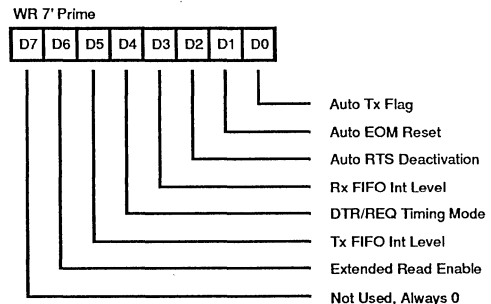 WR 7' Prime
D7 D6 D5 D4 D3 D2 D1 D0
Auto Tx Flag
Auto EOM Reset
Auto RTS Deactivation
Rx FIFO Int Level
DTR/REQ Timing Mode
Tx FIFO Int Level
Extended Read Enable
Not Used, Always 0